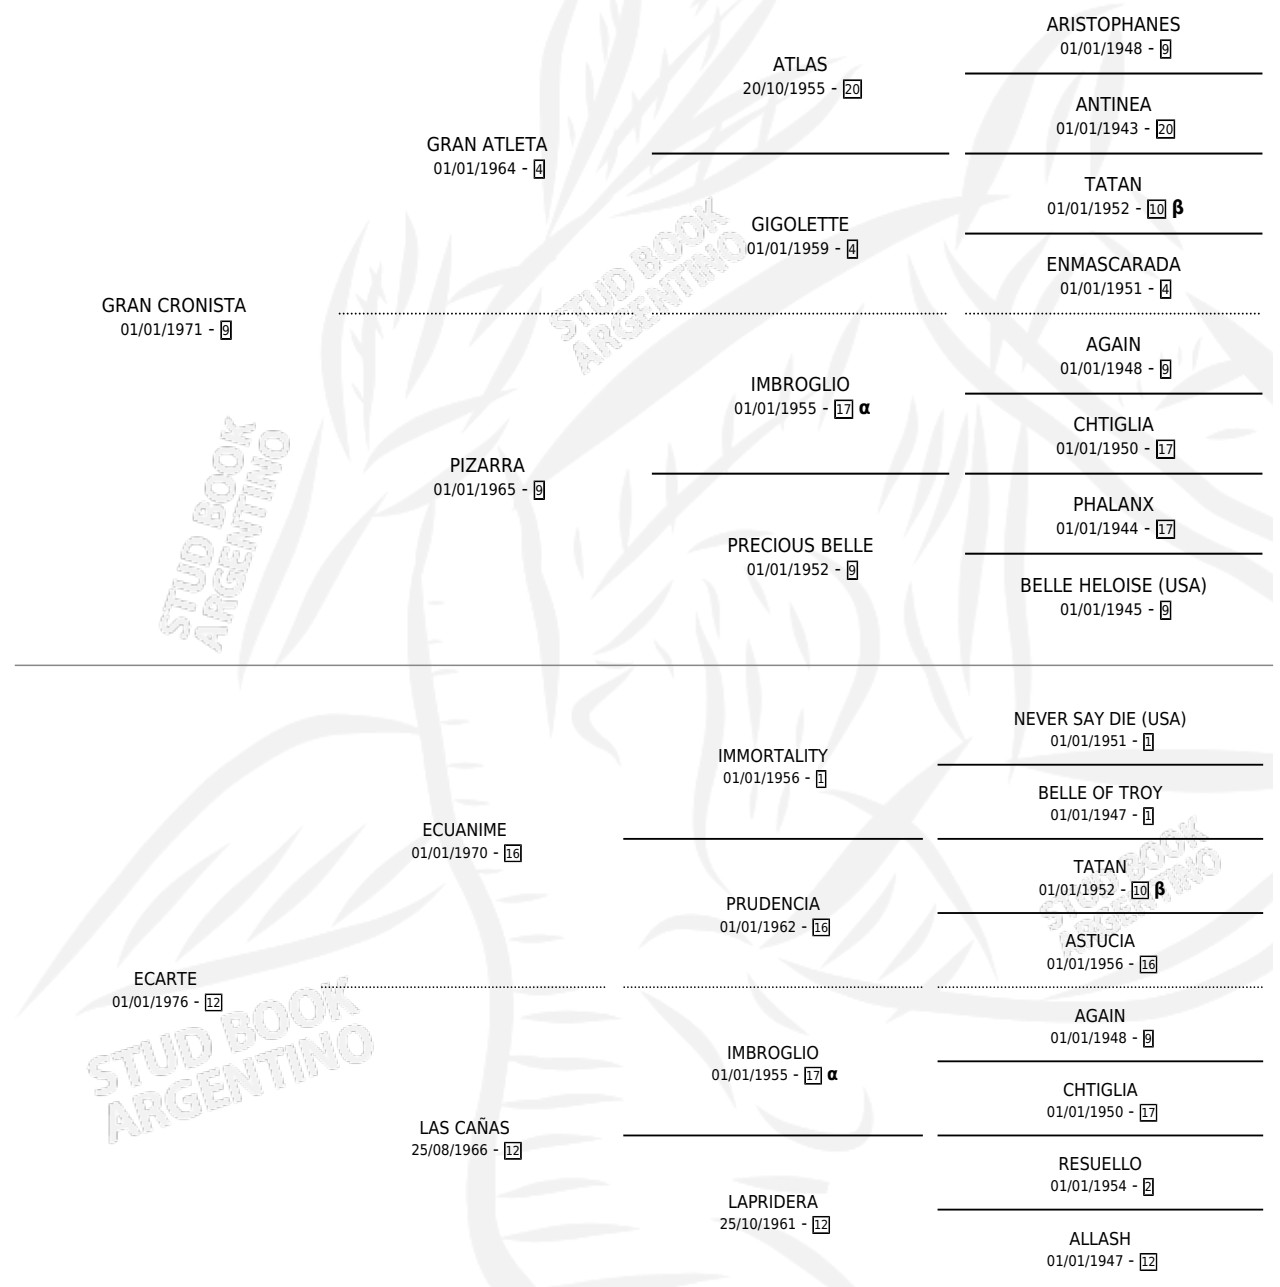 ARISTOPHANES
01/01/1948 - 9
ATLAS
20/10/1955 - 20
ANTINEA
01/01/1943 - 20
GRAN ATLETA
01/01/1964 - 4
TATAN
01/01/1952 - 10 β
GIGOLETTE
01/01/1959 - 4
ENMASCARADA
01/01/1951 - 4
GRAN CRONISTA
01/01/1971 - 9
AGAIN
01/01/1948 - 9
IMBROGLIO
01/01/1955 - 17 α
CHTIGLIA
01/01/1950 - 17
PIZARRA
01/01/1965 - 9
PHALANX
01/01/1944 - 17
PRECIOUS BELLE
01/01/1952 - 9
BELLE HELOISE (USA)
01/01/1945 - 9
NEVER SAY DIE (USA)
01/01/1951 - 1
IMMORTALITY
01/01/1956 - 1
BELLE OF TROY
01/01/1947 - 1
ECUANIME
01/01/1970 - 16
TATAN
01/01/1952 - 10 β
PRUDENCIA
01/01/1962 - 16
ASTUCIA
01/01/1956 - 16
ECARTE
01/01/1976 - 12
AGAIN
01/01/1948 - 9
IMBROGLIO
01/01/1955 - 17 α
CHTIGLIA
01/01/1950 - 17
LAS CAÑAS
25/08/1966 - 12
RESUELLO
01/01/1954 - 2
LAPRIDERA
25/10/1961 - 12
ALLASH
01/01/1947 - 12
STUD BOOK
ARGENTINO
STUD BOOK
ARGENTINO
STUD BOOK
ARGENTINO
STUD BOOK
ARGENTINO